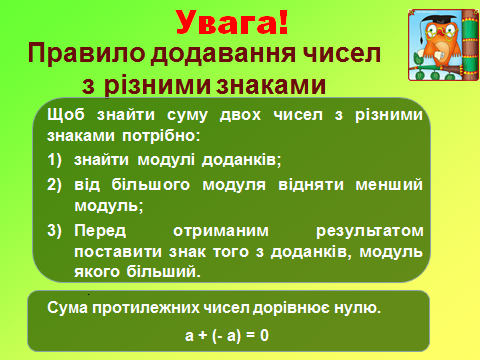 Увага!
Правило додавання чисел
з різними знаками
Щоб знайти суму двох чисел з різними
знаками потрібно:
1) знайти модулі доданків;
2) від більшого модуля відняти менший
модуль;
3) Перед отриманим результатом
поставити знак того з доданків, модуль
якого більший.
Сума протилежних чисел дорівнює нулю.
a + (- a) = 0